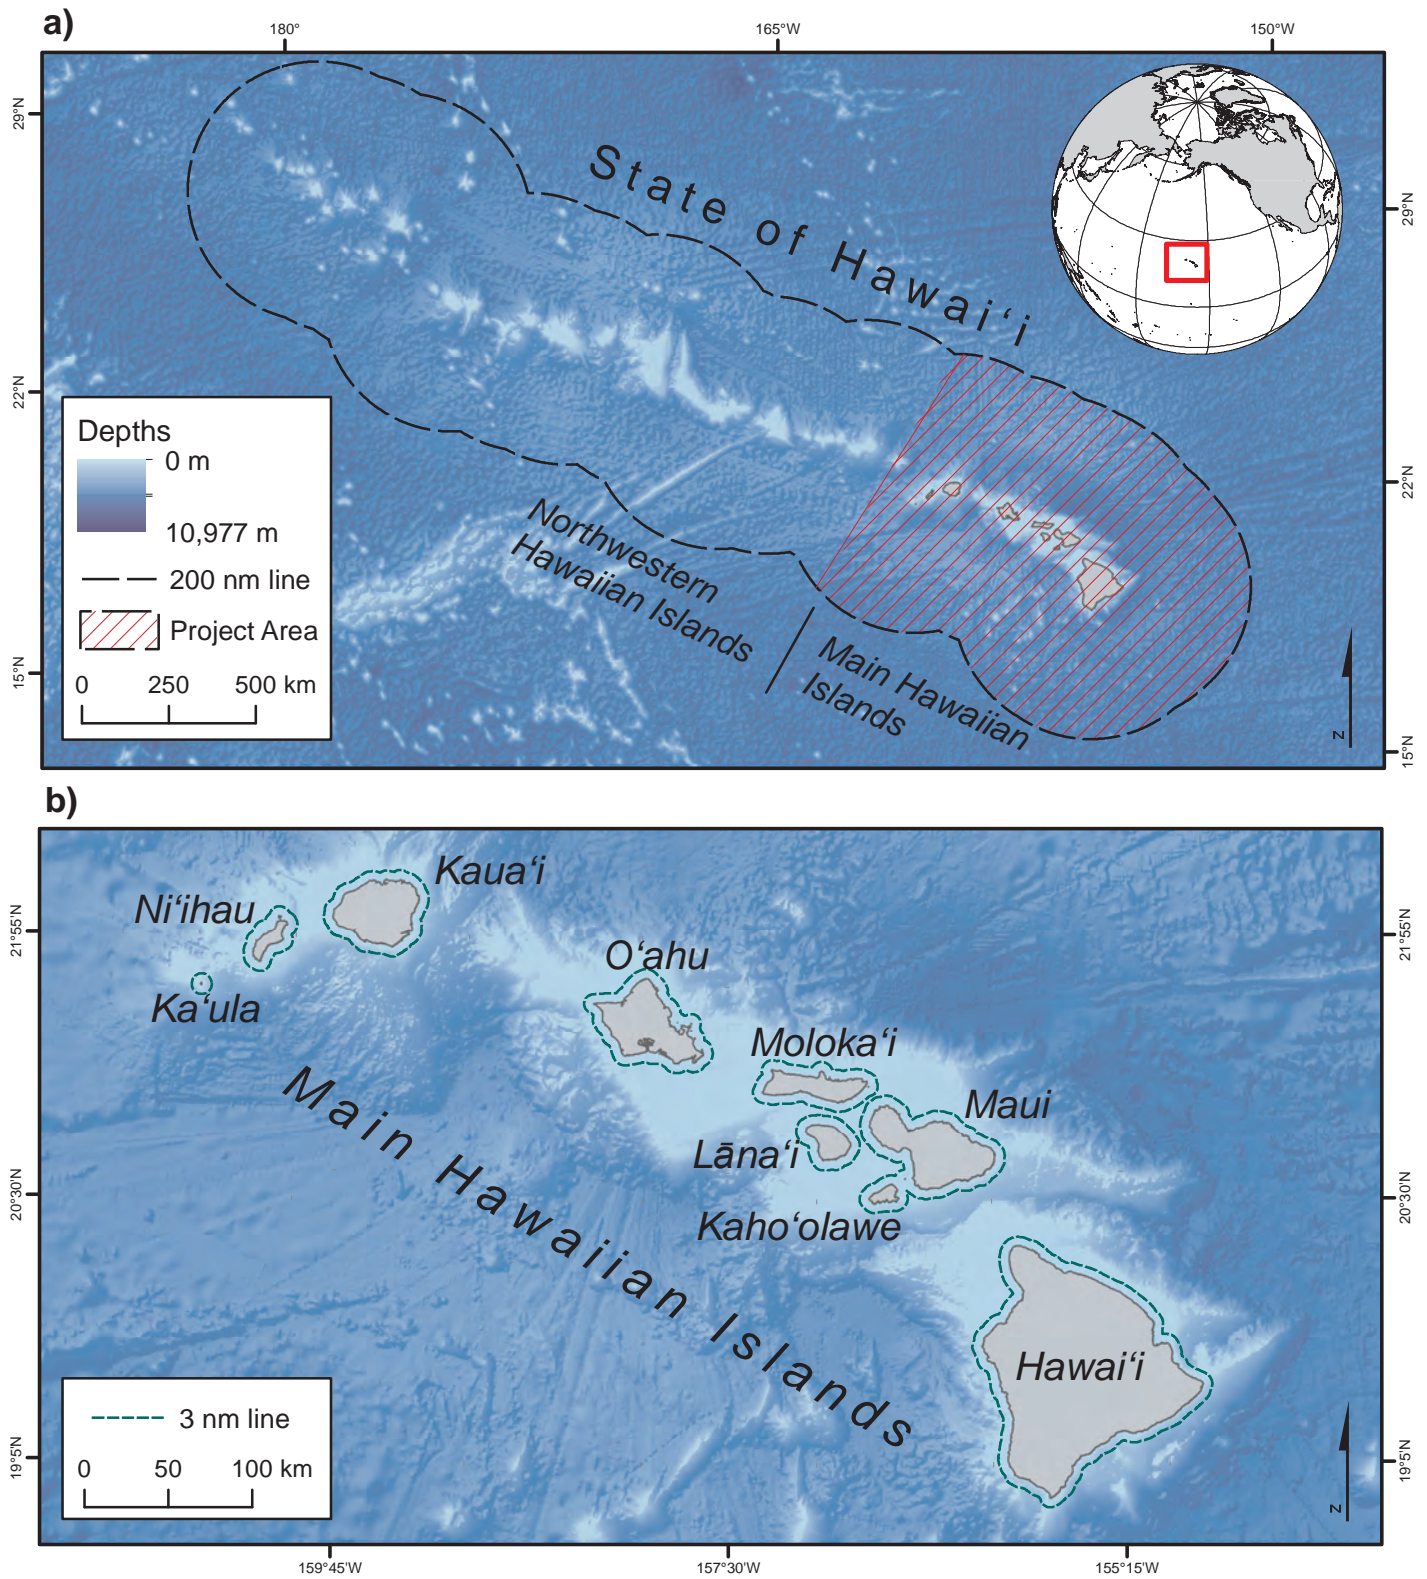 a)
180°
165°W
150°W
29°N
22°N
15°N
29°N
22°N
15°N
State of Hawai‘i
Northwestern
Hawaiian Islands
Main Hawaiian
Islands
Depths
0 m
10,977 m
200 nm line
Project Area
0 250 500 km
N
b)
21°55'N
20°30'N
19°5'N
21°55'N
20°30'N
19°5'N
Kaua‘i
Ni‘ihau
Ka‘ula
O‘ahu
Moloka‘i
Maui
Lāna‘i
Kaho‘olawe
Hawai‘i
Main Hawaiian Islands
3 nm line
0 50 100 km
N
159°45'W
157°30'W
155°15'W